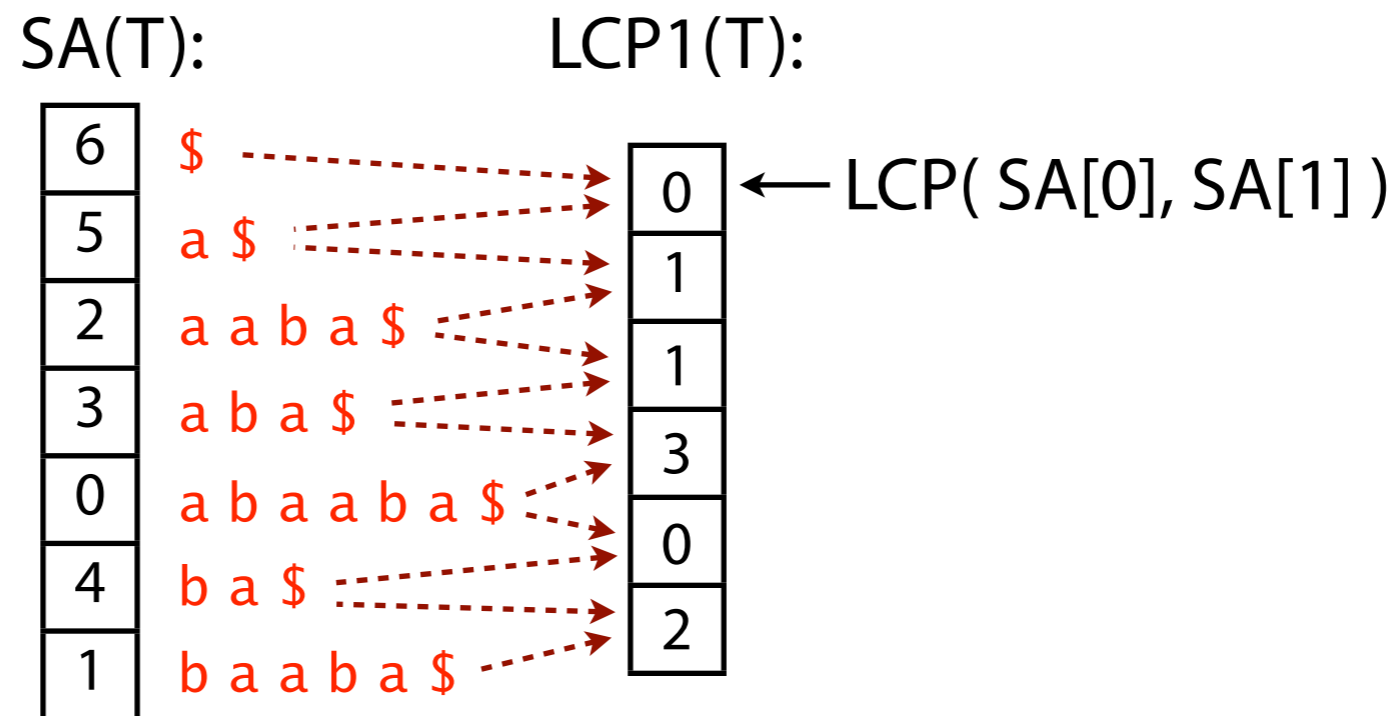 SA(T): LCP1(T):
6 $
0 LCP( SA[0], SA[1] )
5 a $
1
2 a a b a $
1
3 a b a $
3
0 a b a a b a $
0
4 b a $
2
1 b a a b a $